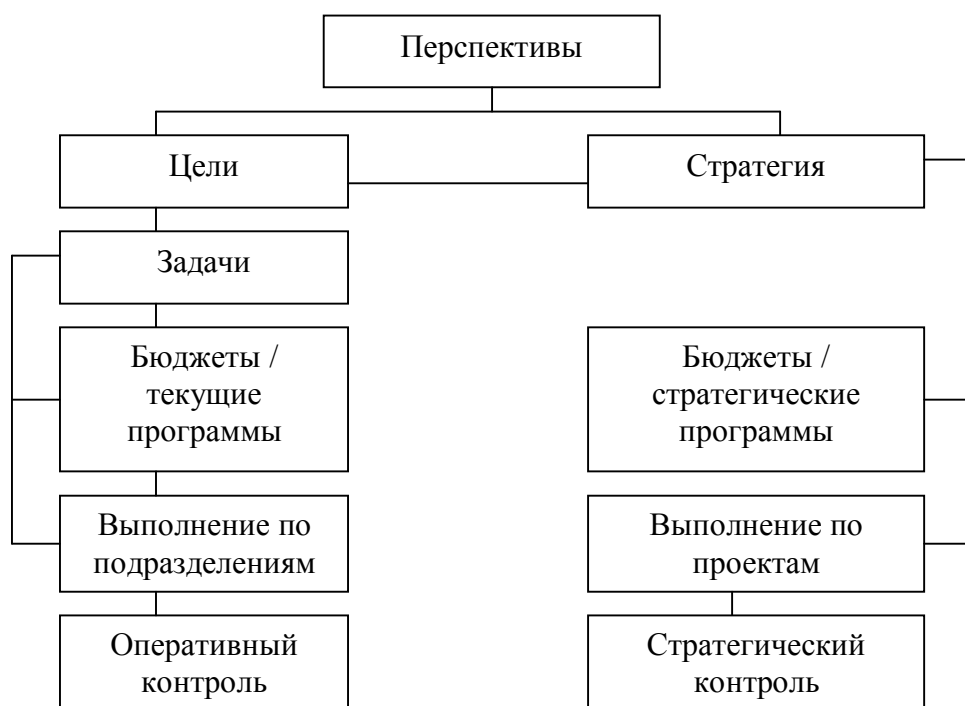 Перспективы
Цели
Стратегия
Задачи
Бюджеты /
текущие
программы
Бюджеты /
стратегические
программы
Выполнение по
подразделениям
Выполнение по
проектам
Оперативный
контроль
Стратегический
контроль